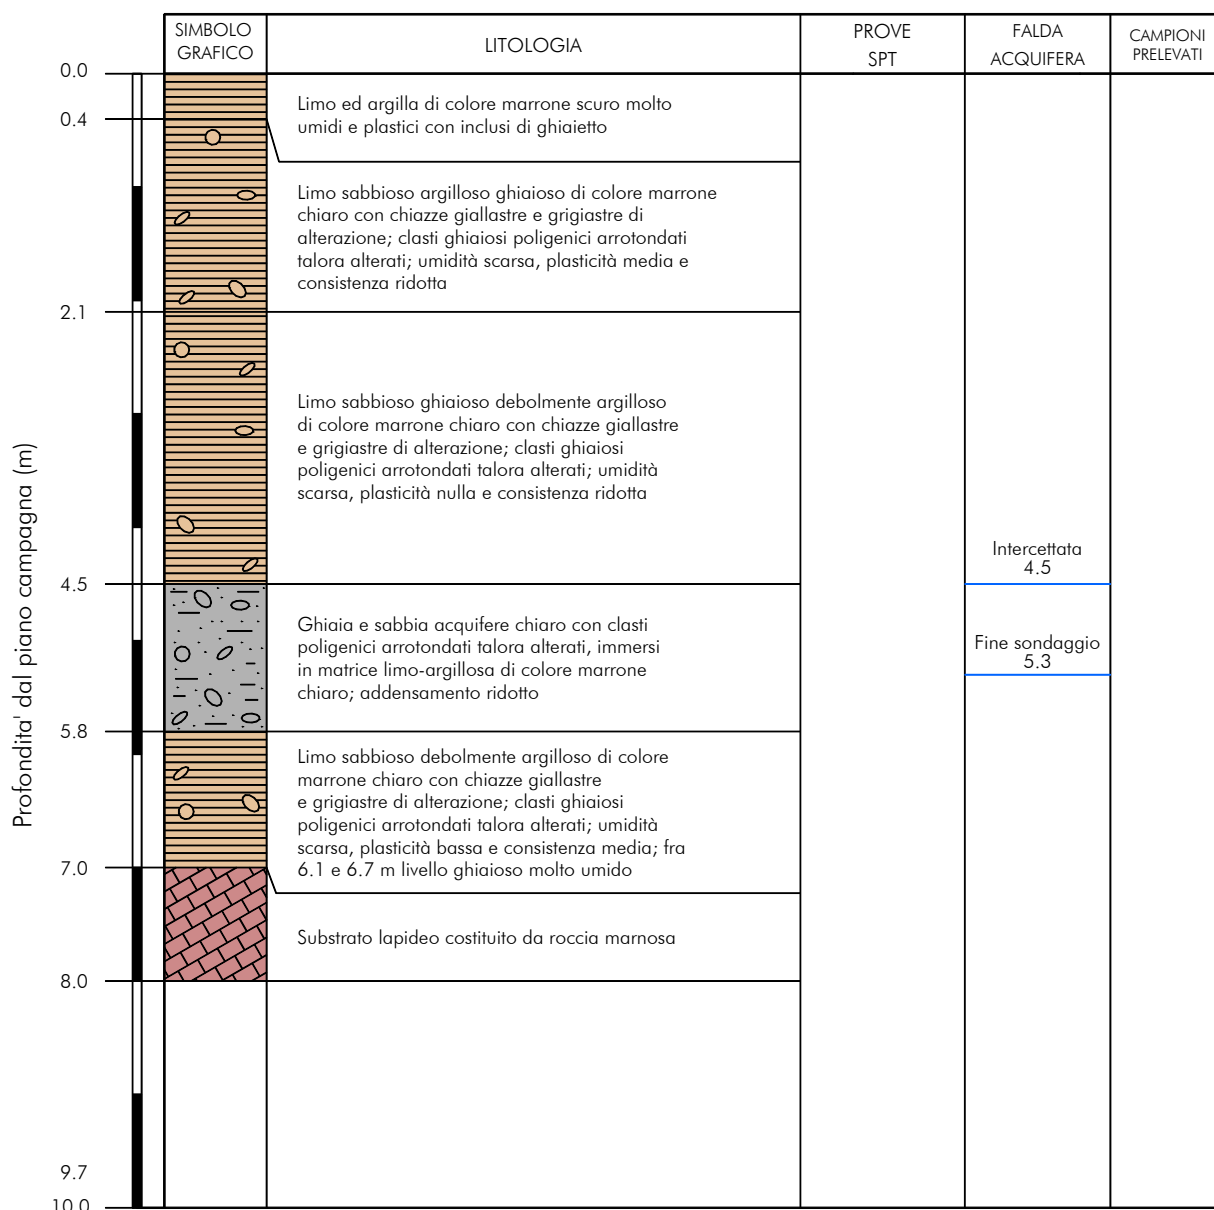 SIMBOLO
GRAFICO
LITOLOGIA
PROVE
SPT
FALDA
ACQUIFERA
CAMPIONI
PRELEVATI
Profondita' dal piano campagna (m)
0.0
Limo ed argilla di colore marrone scuro molto
umidi e plastici con inclusi di ghiaietto
0.4
Limo sabbioso argilloso ghiaioso di colore marrone
chiaro con chiazze giallastre e grigiastre di
alterazione; clasti ghiaiosi poligenici arrotondati
talora alterati; umidità scarsa, plasticità media e
consistenza ridotta
2.1
Limo sabbioso ghiaioso debolmente argilloso
di colore marrone chiaro con chiazze giallastre
e grigiastre di alterazione; clasti ghiaiosi
poligenici arrotondati talora alterati; umidità
scarsa, plasticità nulla e consistenza ridotta
Intercettata
4.5
4.5
Ghiaia e sabbia acquifere chiaro con clasti
poligenici arrotondati talora alterati, immersi
in matrice limo-argillosa di colore marrone
chiaro; addensamento ridotto
Fine sondaggio
5.3
5.8
Limo sabbioso debolmente argilloso di colore
marrone chiaro con chiazze giallastre
e grigiastre di alterazione; clasti ghiaiosi
poligenici arrotondati talora alterati; umidità
scarsa, plasticità bassa e consistenza media; fra
6.1 e 6.7 m livello ghiaioso molto umido
7.0
Substrato lapideo costituito da roccia marnosa
8.0
9.7
10.0